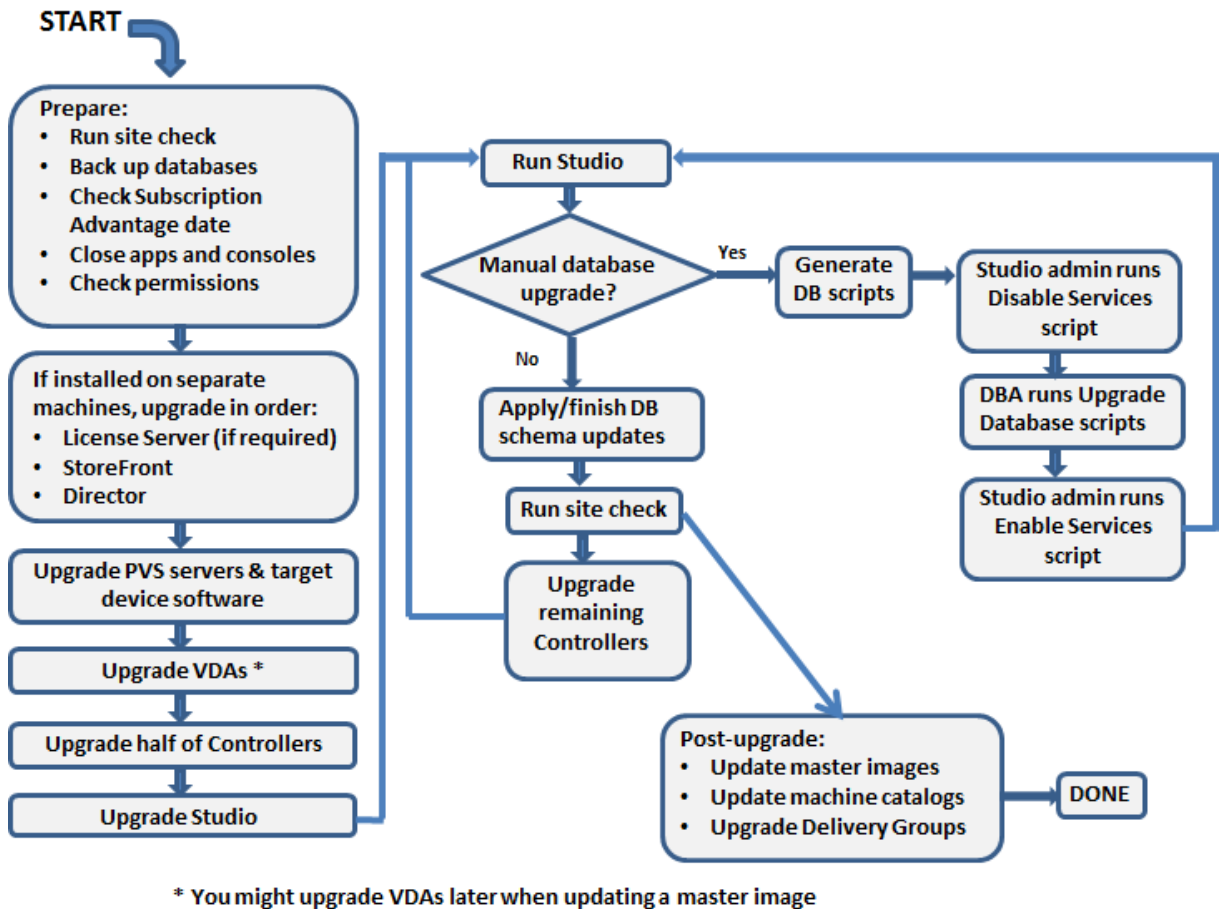 START
Prepare:
• Run site check
• Back up databases
• Check Subscription
Advantage date
• Close apps and consoles
• Check permissions
If installed on separate
machines, upgrade in order:
• License Server (if required)
• StoreFront
• Director
Upgrade PVS servers & target
device software
Upgrade VDAs *
Upgrade half of Controllers
Upgrade Studio
Run Studio
Manual database
upgrade?
Yes
Generate
DB scripts
Studio admin runs
Disable Services
script
DBA runs Upgrade
Database scripts
Studio admin runs
Enable Services
script
No
Apply/finish DB
schema updates
Run site check
Upgrade
remaining
Controllers
Post-upgrade:
• Update master images
• Update machine catalogs
• Upgrade Delivery Groups
DONE
* You might upgrade VDAs later when updating a master image